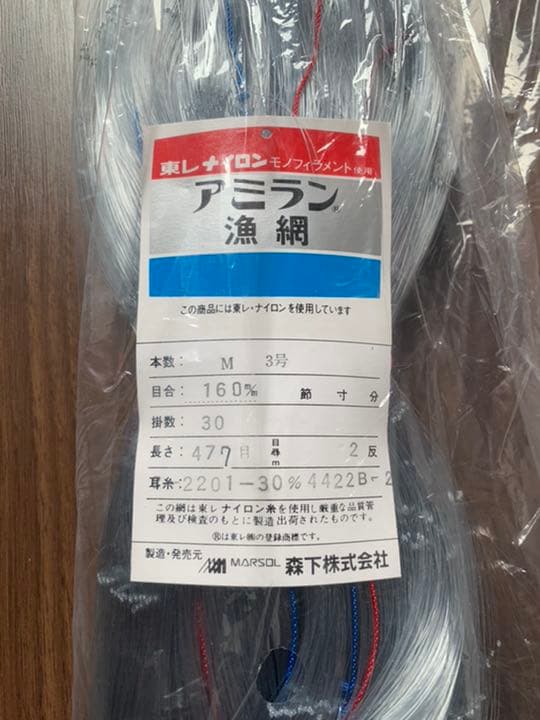 東レナイロンモノフィラメント使用
アミラン®
漁網
この商品には東レ・ナイロンを使用しています
本数: M 3号
目合: 160m/m 節 寸 分
掛数: 30
長さ: 477目 目 尋 m 2反
耳糸: 2201-30% 4422B-2
この網は東レナイロン糸を使用し厳重な品質管
理及び検査のもとに製造出荷されたものです。
®は東レ㈱の登録商標です。
製造・発売元 MARSOL 森下株式会社